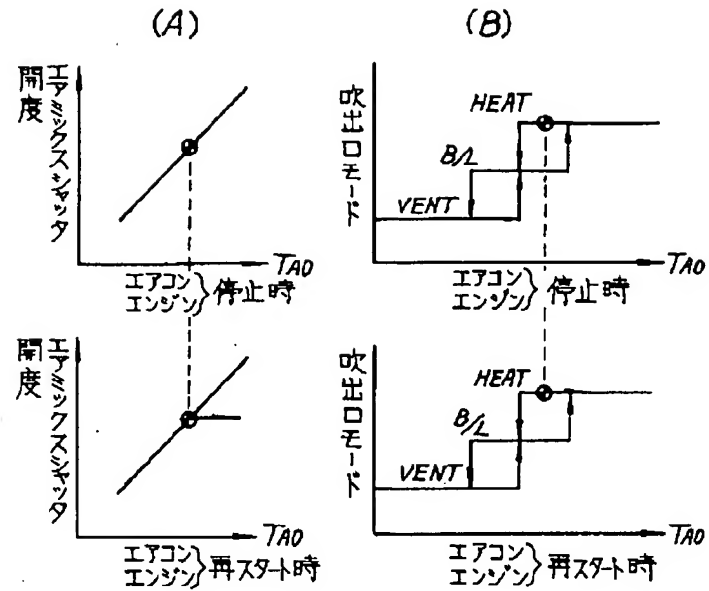 (A)
エアミックスシャッタ
開度
TAO
エアコン
エンジン
停止時
エアミックスシャッタ
開度
TAO
エアコン
エンジン
再スタート時
(B)
吹出口モード
HEAT
B/L
VENT
TAO
エアコン
エンジン
停止時
吹出口モード
HEAT
B/L
VENT
TAO
エアコン
エンジン
再スタート時